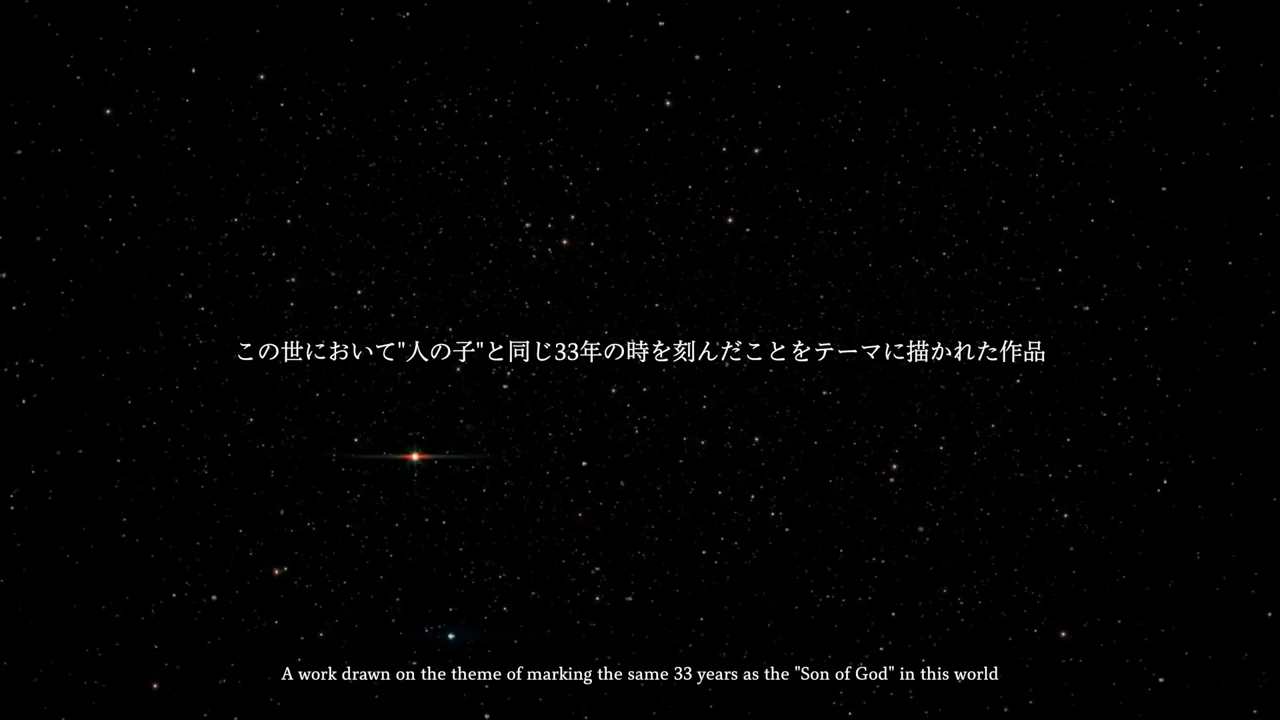 この世において"人の子"と同じ33年の時を刻んだことをテーマに描かれた作品
A work drawn on the theme of marking the same 33 years as the "Son of God" in this world